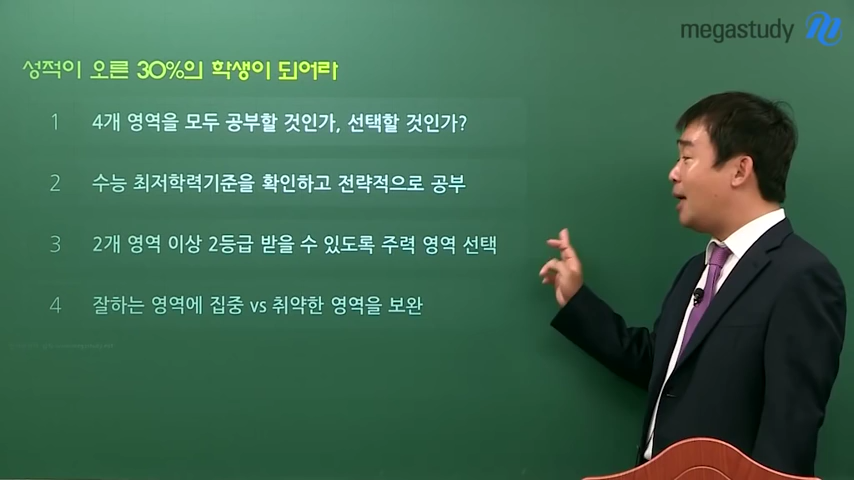 megastudy
성적이 오른 30%의 학생이 되어라
1 4개 영역을 모두 공부할 것인가, 선택할 것인가?
2 수능 최저학력기준을 확인하고 전략적으로 공부
3 2개 영역 이상 2등급 받을 수 있도록 주력 영역 선택
4 잘하는 영역에 집중 vs 취약한 영역을 보완